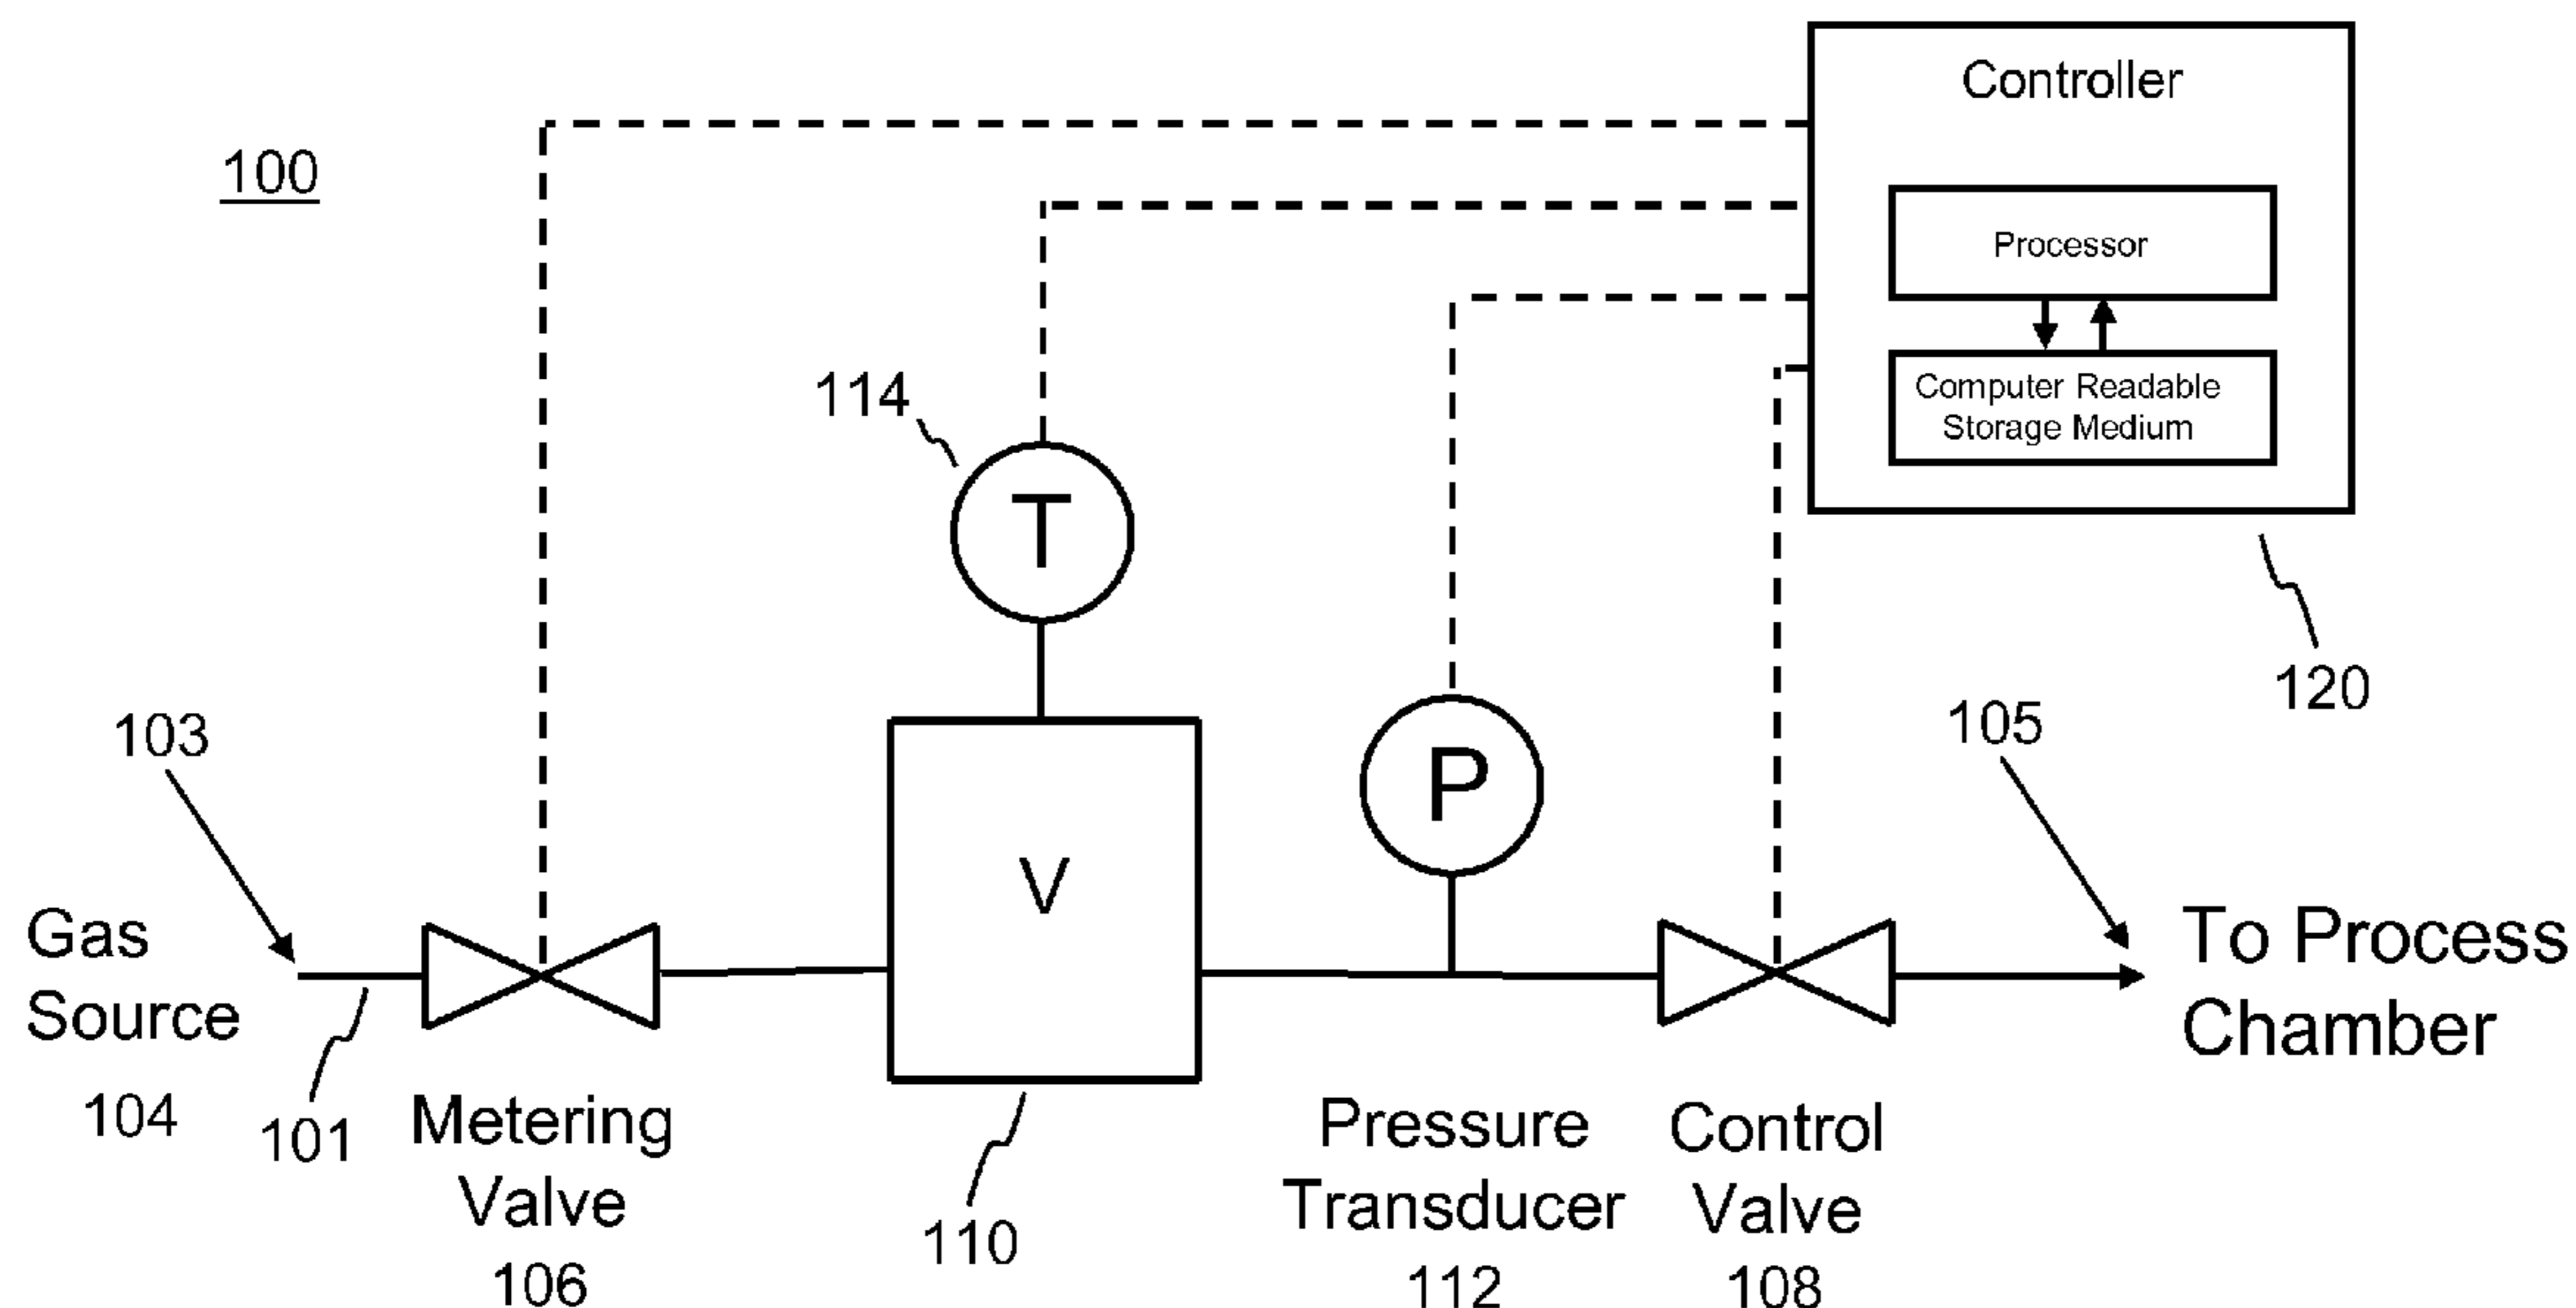 Controller
100
Processor
Computer Readable
Storage Medium
114
T
120
103
105
P
V
Gas
Source
104
101
To Process
Chamber
Metering
Valve
106
110
Pressure
Transducer
112
Control
Valve
108